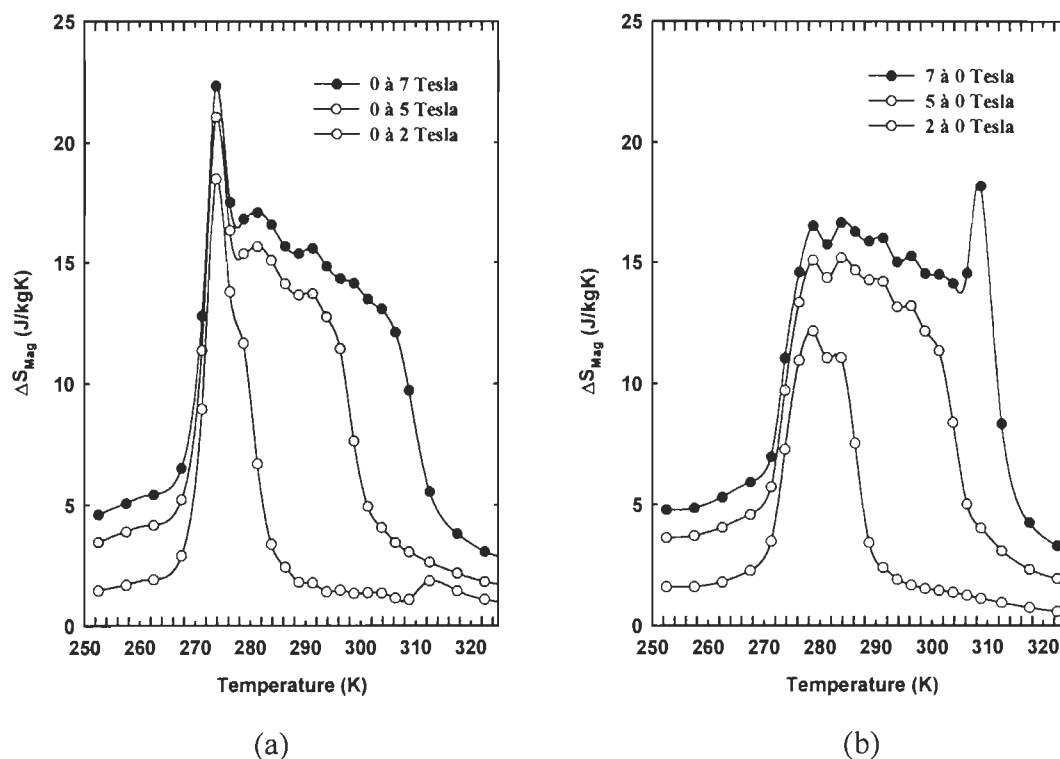 25
20
15
10
5
0
ΔS_Mag (J/kgK)
0 à 7 Tesla
0 à 5 Tesla
0 à 2 Tesla
250 260 270 280 290 300 310 320
Temperature (K)
(a)
25
20
15
10
5
0
ΔS_Mag (J/kgK)
7 à 0 Tesla
5 à 0 Tesla
2 à 0 Tesla
250 260 270 280 290 300 310 320
Temperature (K)
(b)